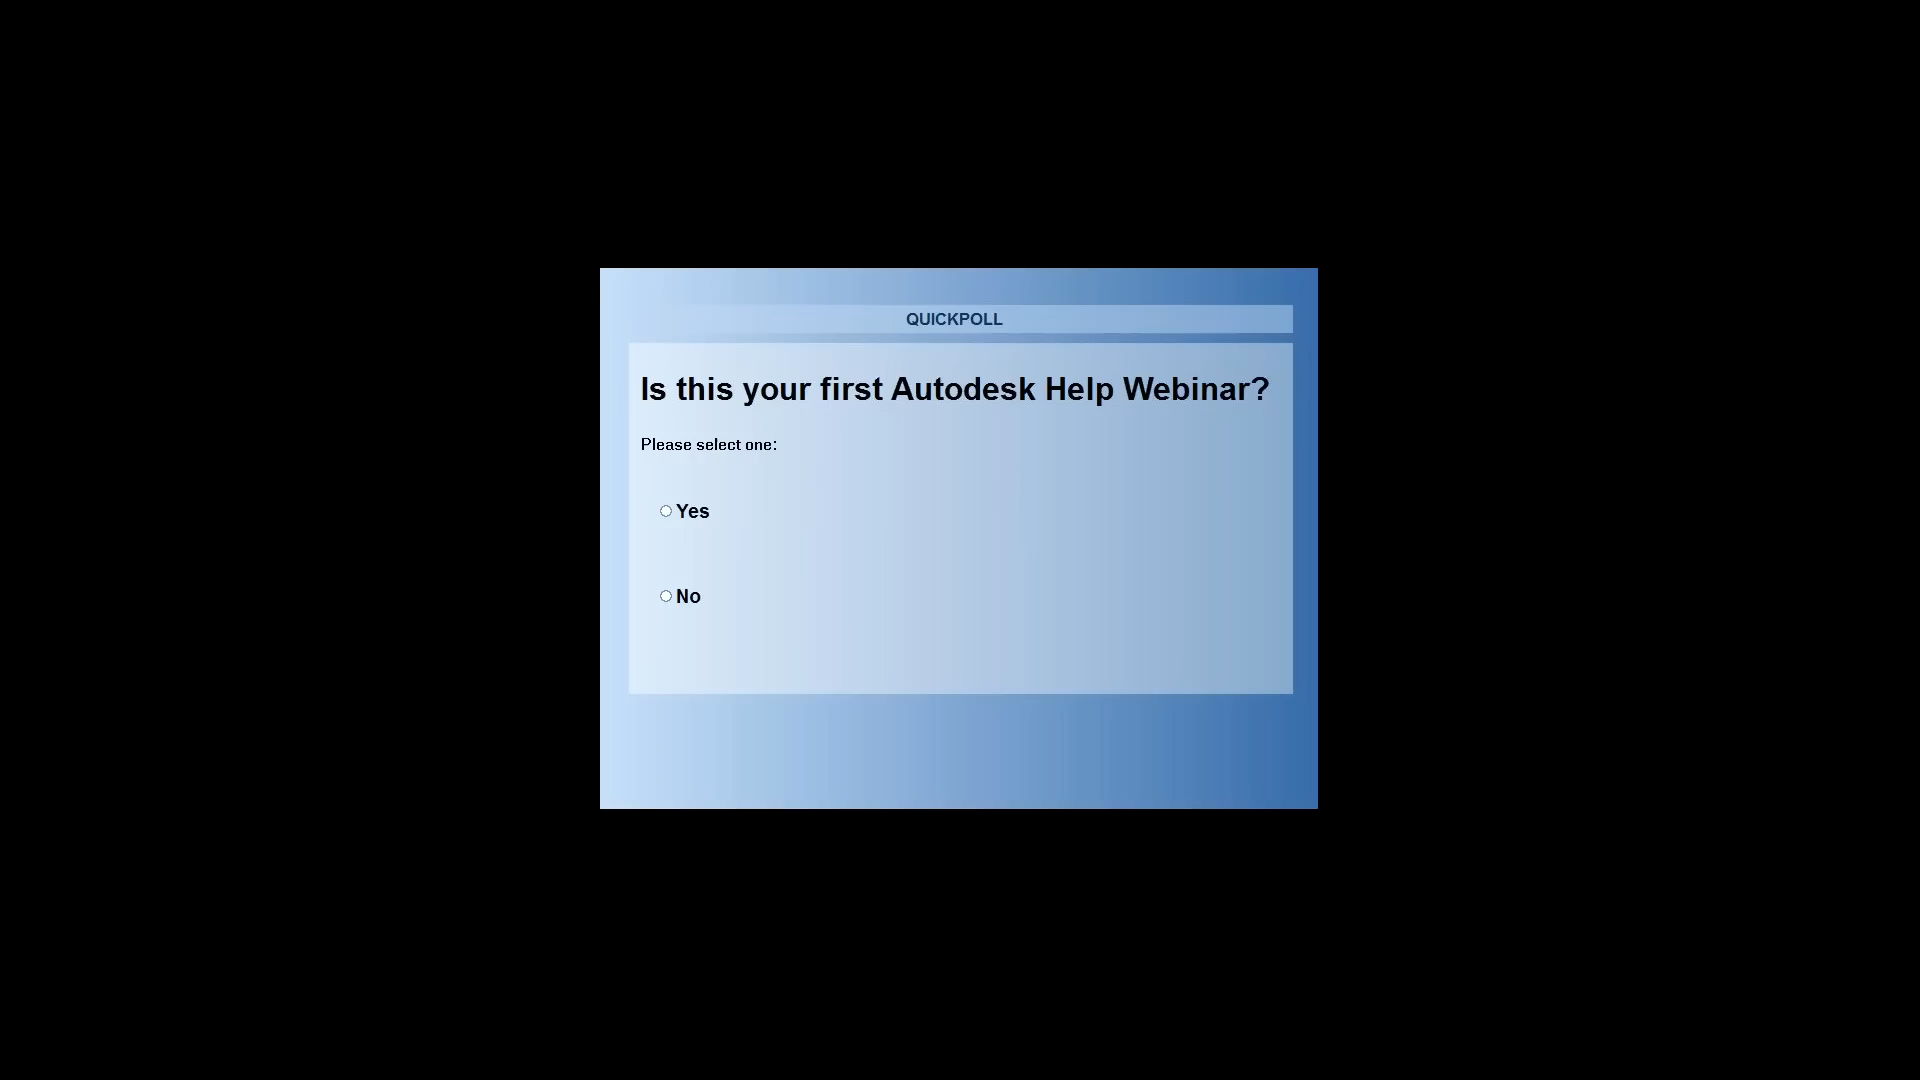 QUICKPOLL
Is this your first Autodesk Help Webinar?
Please select one:
Yes
No